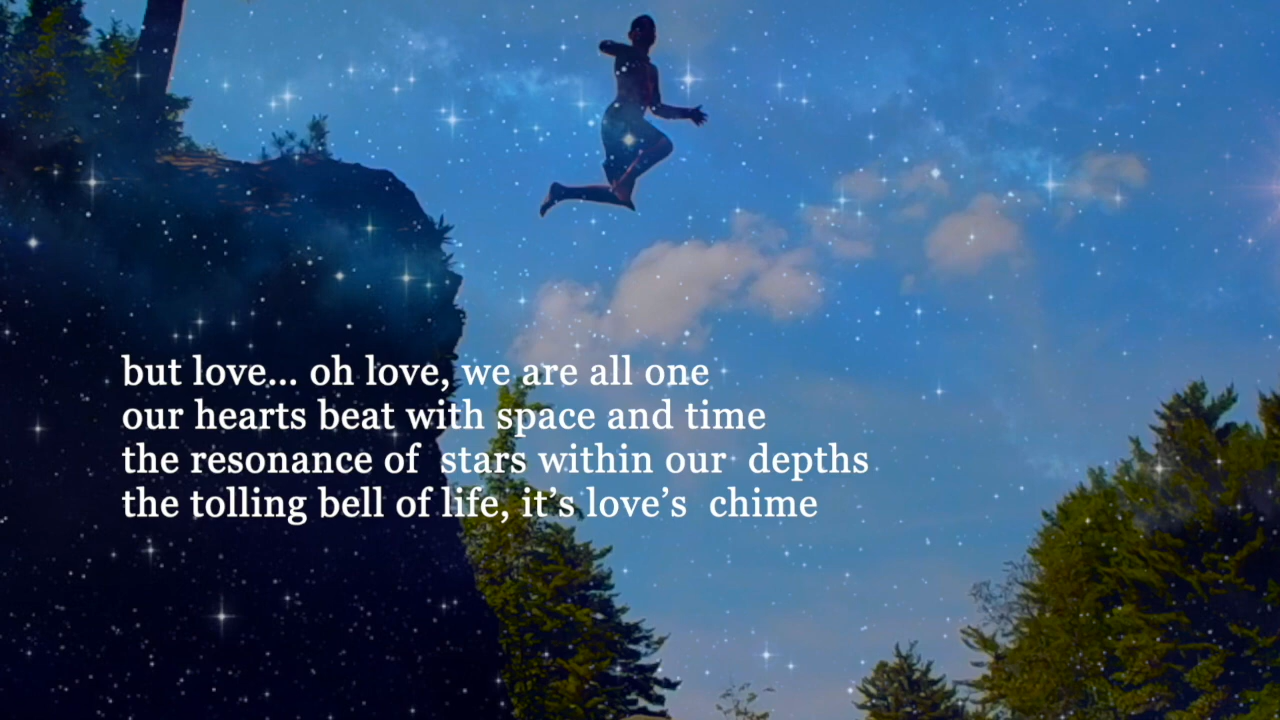 but love... oh love, we are all one
our hearts beat with space and time
the resonance of  stars within our  depths
the tolling bell of life, it’s love’s  chime